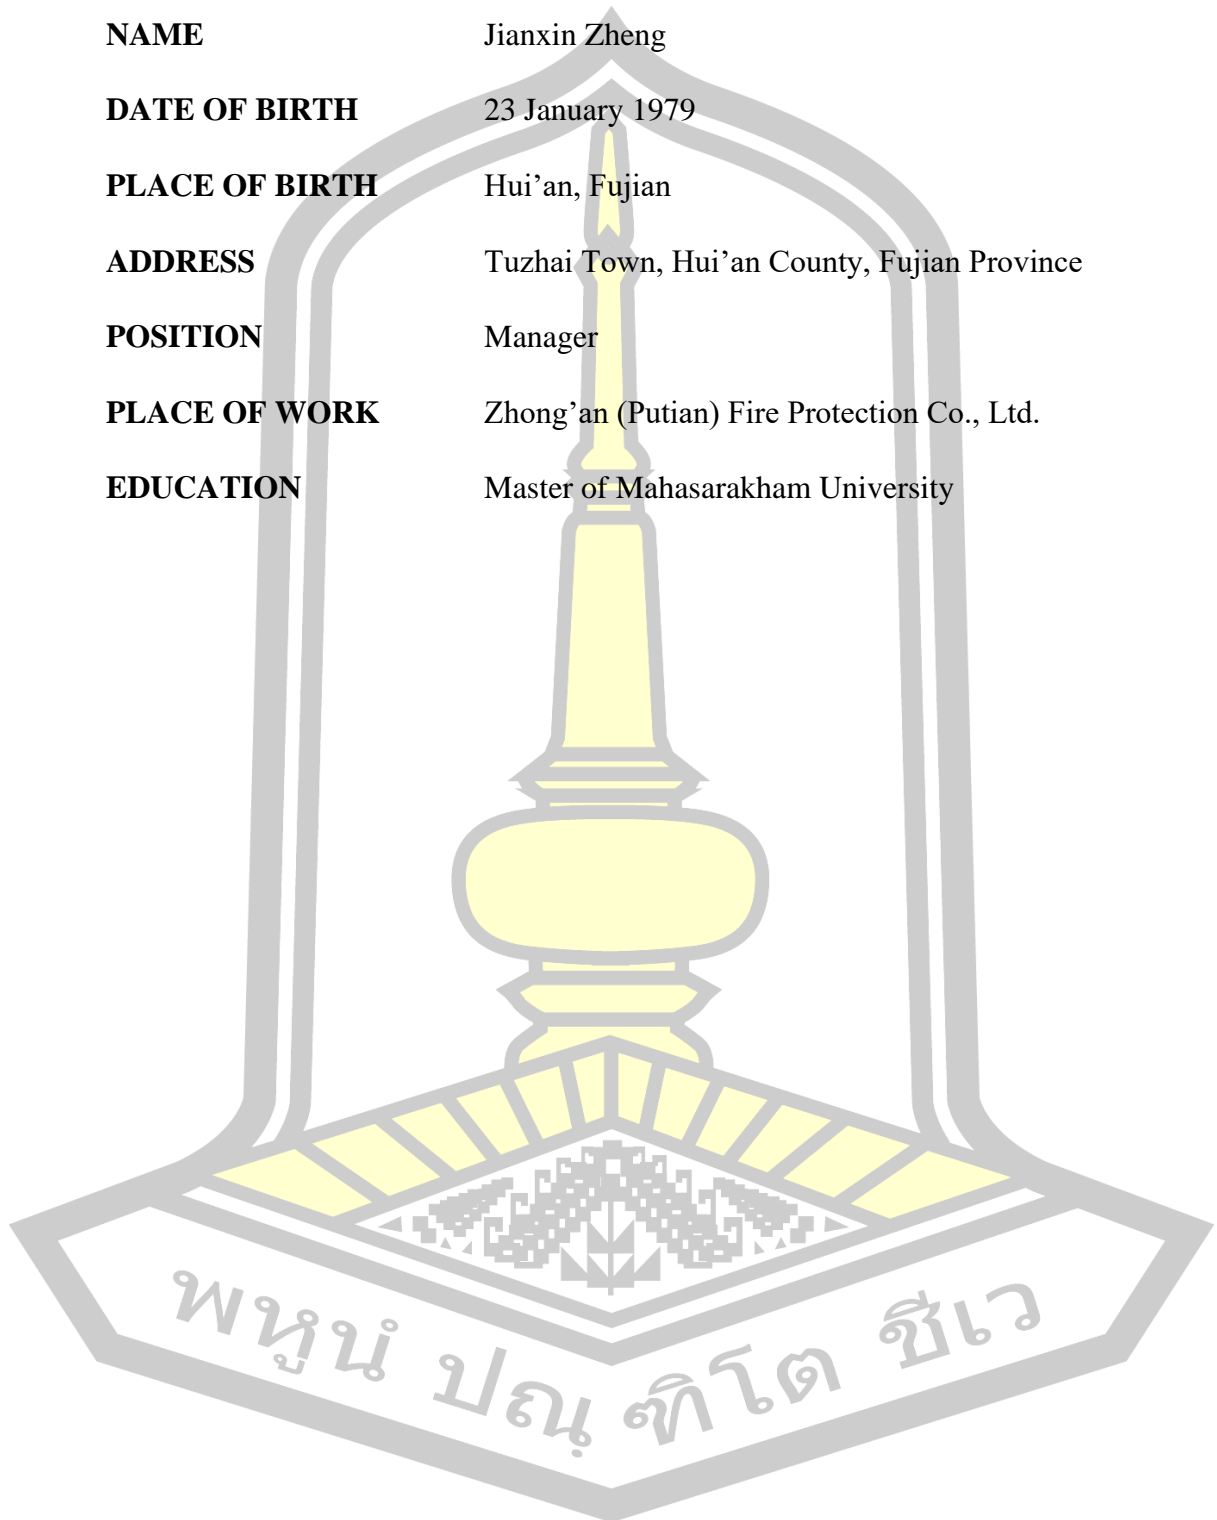 NAME Jianxin Zheng
DATE OF BIRTH 23 January 1979
PLACE OF BIRTH Hui’an, Fujian
ADDRESS Tuzhai Town, Hui’an County, Fujian Province
POSITION Manager
PLACE OF WORK Zhong’an (Putian) Fire Protection Co., Ltd.
EDUCATION Master of Mahasarakham University
พหูนํ ปณฺฑิโต ชีเว